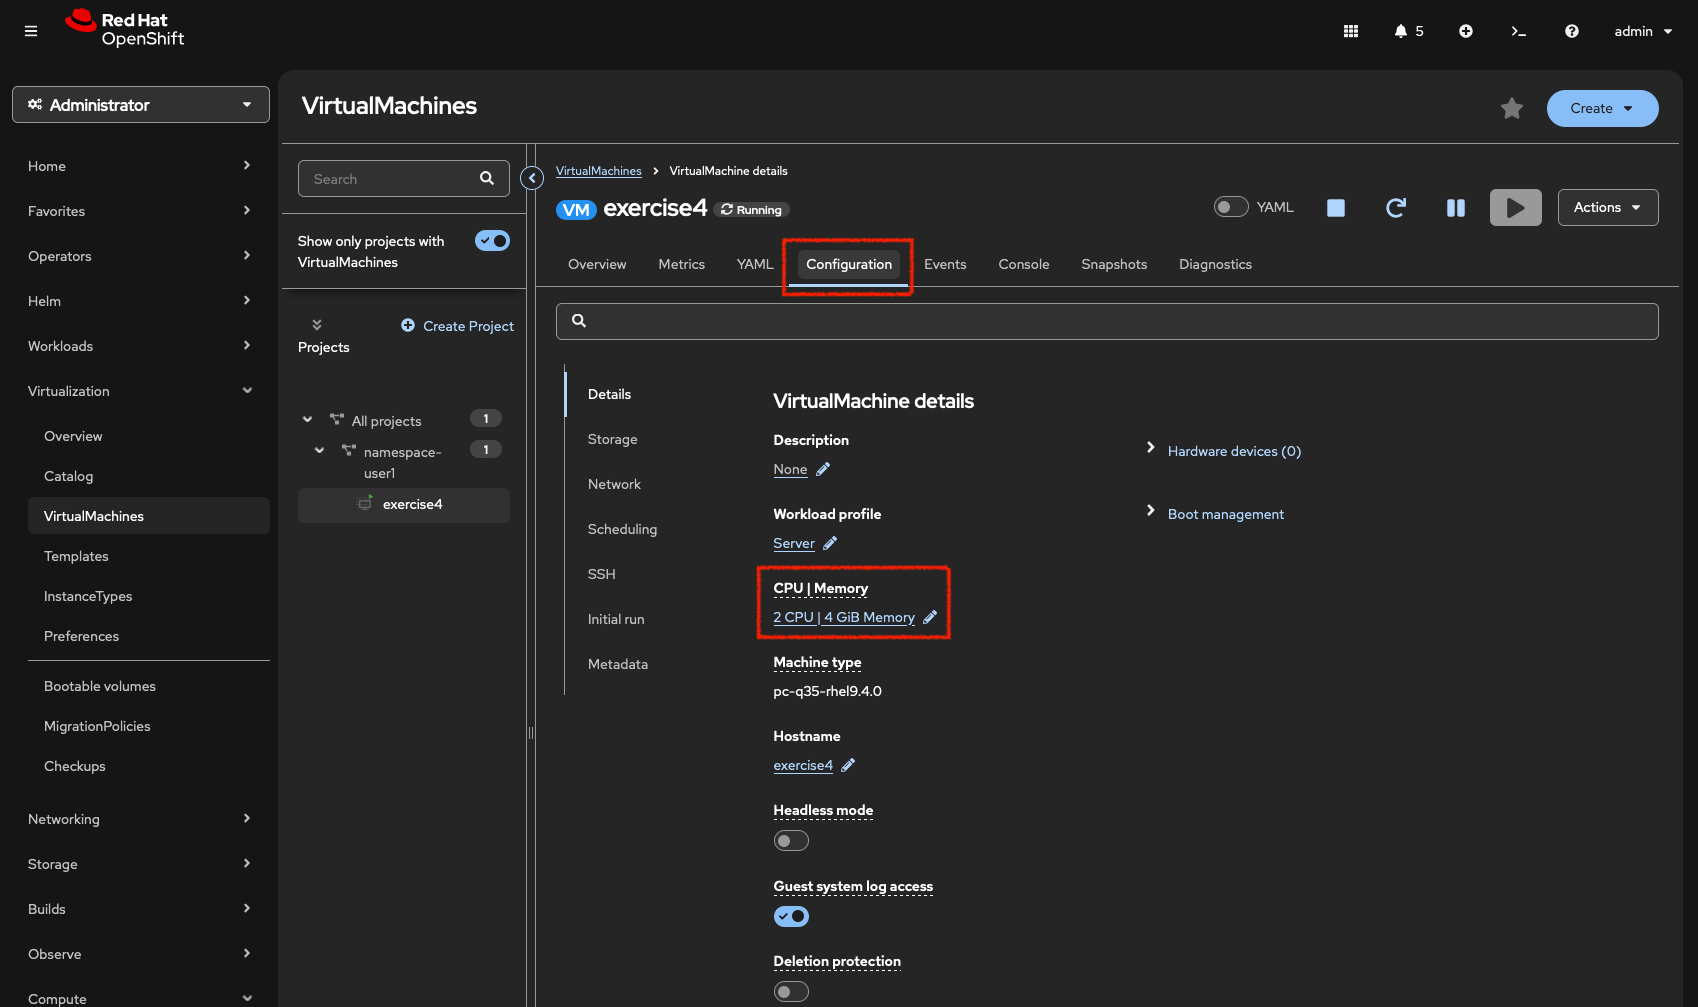 Red Hat
OpenShift
5
admin
Administrator
Home
Favorites
Operators
Helm
Workloads
Virtualization
Overview
Catalog
VirtualMachines
Templates
InstanceTypes
Preferences
Bootable volumes
MigrationPolicies
Checkups
Networking
Storage
Builds
Observe
Compute
VirtualMachines
Create
Search
Show only projects with
VirtualMachines
Create Project
Projects
All projects 1
namespace- 1
user1
exercise4
VirtualMachines > VirtualMachine details
VM exercise4 Running
YAML
Actions
Overview Metrics YAML Configuration Events Console Snapshots Diagnostics
Details
Storage
Network
Scheduling
SSH
Initial run
Metadata
VirtualMachine details
Description
None
Workload profile
Server
CPU | Memory
2 CPU | 4 GiB Memory
Machine type
pc-q35-rhel9.4.0
Hostname
exercise4
Headless mode
Guest system log access
Deletion protection
Hardware devices (0)
Boot management